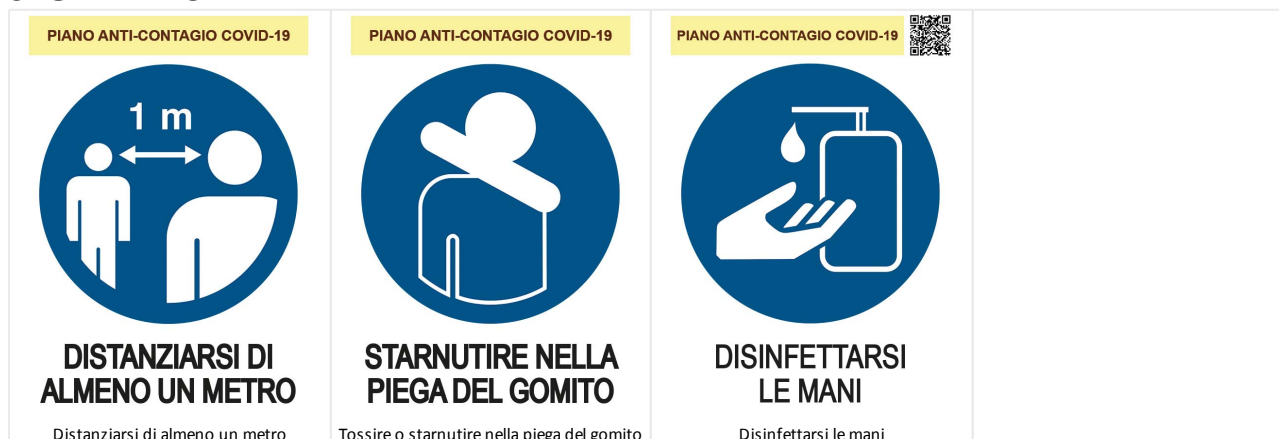 PIANO ANTI-CONTAGIO COVID-19
1 m
DISTANZIARSI DI
ALMENO UN METRO
Distanziarsi di almeno un metro
PIANO ANTI-CONTAGIO COVID-19
STARNUTIRE NELLA
PIEGA DEL GOMITO
Tossire o starnutire nella piega del gomito
PIANO ANTI-CONTAGIO COVID-19
DISINFETTARSI
LE MANI
Disinfettarsi le mani